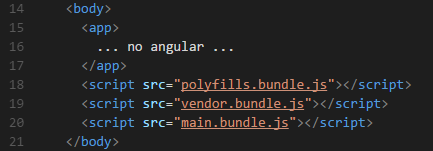 14 <body>
15 <app>
16 ... no angular ...
17 </app>
18 <script src="polyfills.bundle.js"></script>
19 <script src="vendor.bundle.js"></script>
20 <script src="main.bundle.js"></script>
21 </body>